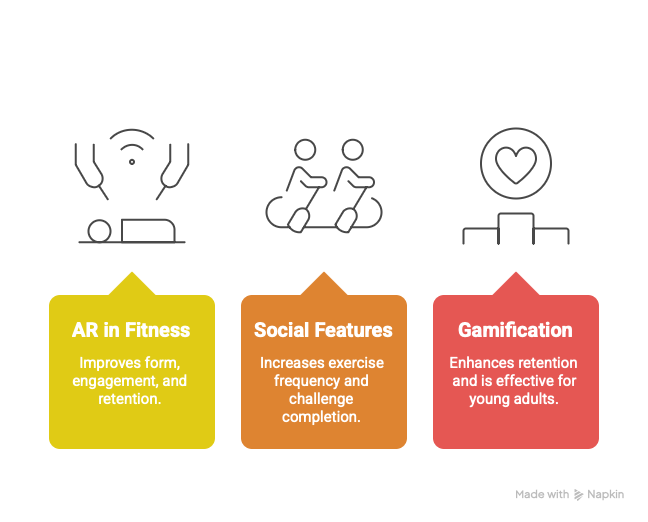 AR in Fitness
Improves form,
engagement, and
retention.
Social Features
Increases exercise
frequency and
challenge
completion.
Gamification
Enhances retention
and is effective for
young adults.
Made with Napkin